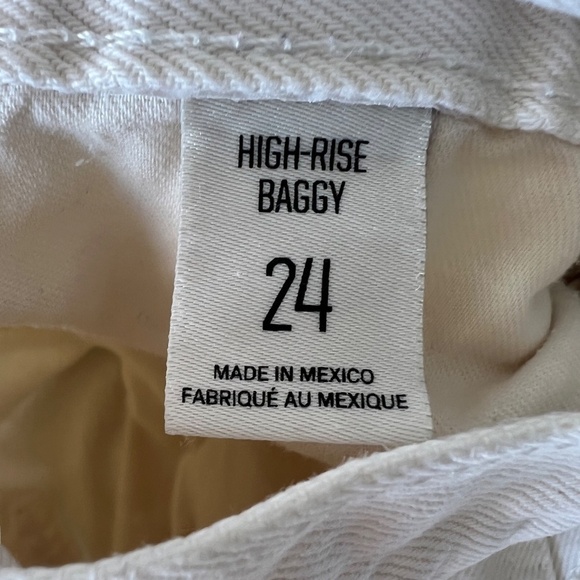 HIGH-RISE
BAGGY
24
MADE IN MEXICO
FABRIQUÉ AU MEXIQUE